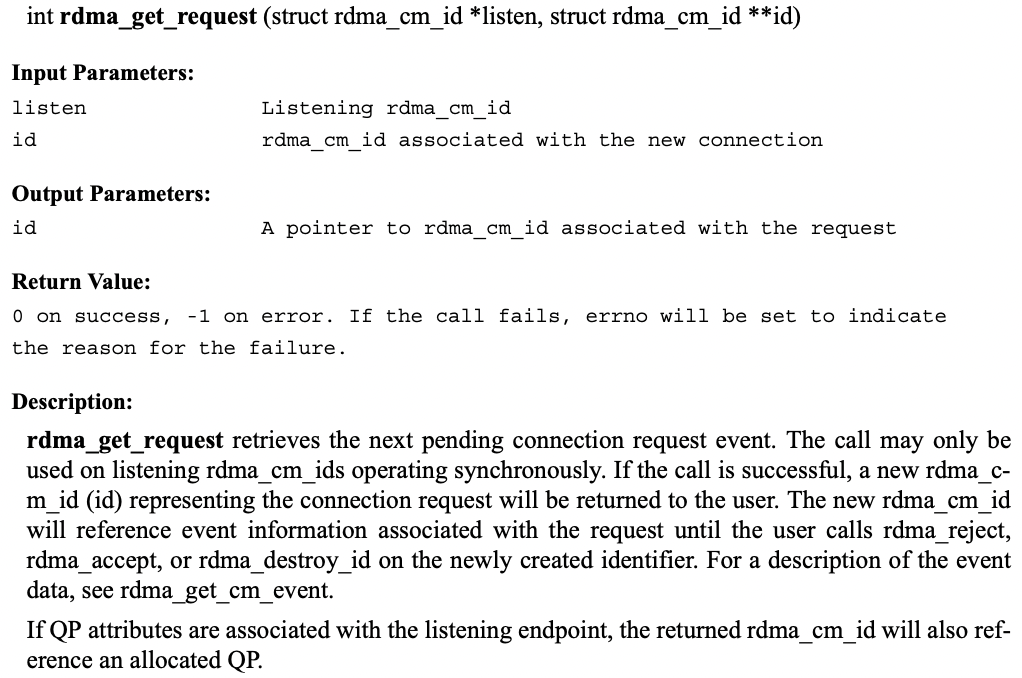 int rdma_get_request (struct rdma_cm_id *listen, struct rdma_cm_id **id)
Input Parameters:
listen Listening rdma_cm_id
id rdma_cm_id associated with the new connection
Output Parameters:
id A pointer to rdma_cm_id associated with the request
Return Value:
0 on success, -1 on error. If the call fails, errno will be set to indicate
the reason for the failure.
Description:
rdma_get_request retrieves the next pending connection request event. The call may only be
used on listening rdma_cm_ids operating synchronously. If the call is successful, a new rdma_c-
m_id (id) representing the connection request will be returned to the user. The new rdma_cm_id
will reference event information associated with the request until the user calls rdma_reject,
rdma_accept, or rdma_destroy_id on the newly created identifier. For a description of the event
data, see rdma_get_cm_event.
If QP attributes are associated with the listening endpoint, the returned rdma_cm_id will also ref-
erence an allocated QP.